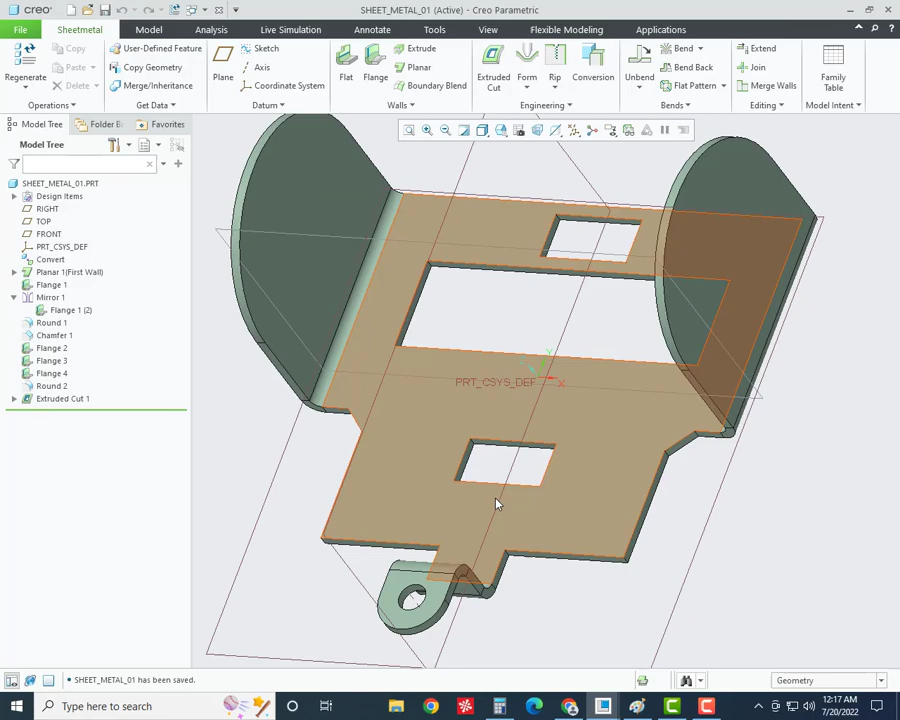 creo
SHEET_METAL_01 (Active) - Creo Parametric
File Sheetmetal Model Analysis Live Simulation Annotate Tools View Flexible Modeling Applications
Regenerate
Copy
Paste
Delete
Operations
User-Defined Feature
Copy Geometry
Merge/Inheritance
Get Data
Plane
Sketch
Axis
Coordinate System
Datum
Flat
Flange
Extrude
Planar
Boundary Blend
Walls
Extruded Cut
Form
Rip
Conversion
Engineering
Unbend
Bend
Bend Back
Flat Pattern
Bends
Extend
Join
Merge Walls
Editing
Family Table
Model Intent
Model Tree Folder Br Favorites
Model Tree
SHEET_METAL_01.PRT
Design Items
RIGHT
TOP
FRONT
PRT_CSYS_DEF
Convert
Planar 1(First Wall)
Flange 1
Mirror 1
Flange 1 (2)
Round 1
Chamfer 1
Flange 2
Flange 3
Flange 4
Round 2
Extruded Cut 1
Y
PRT_CSYS_DEF X
• SHEET_METAL_01 has been saved.
Geometry
Type here to search
12:17 AM
7/20/2022